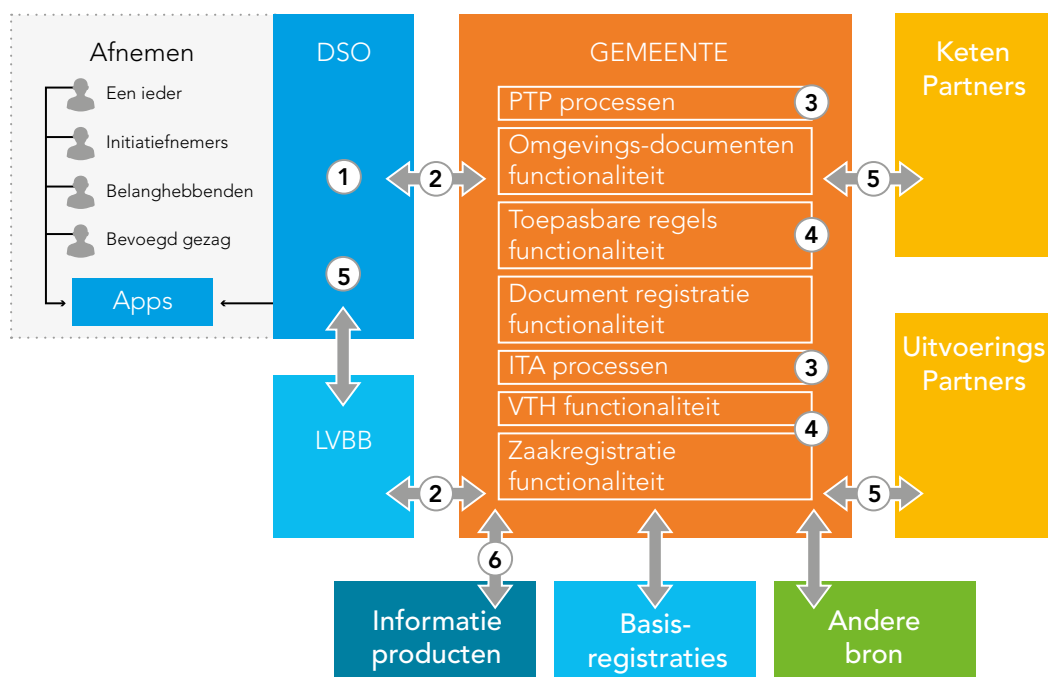 Afnemen
Een ieder
Initiatiefnemers
Belanghebbenden
Bevoegd gezag
Apps
DSO
1
5
LVBB
2
2
GEMEENTE
PTP processen
3
Omgevings-documenten
functionaliteit
Toepasbare regels
functionaliteit
4
Document registratie
functionaliteit
ITA processen
3
VTH functionaliteit
4
Zaakregistratie
functionaliteit
5
5
Keten
Partners
Uitvoerings
Partners
6
Informatie
producten
Basis-
registraties
Andere
bron